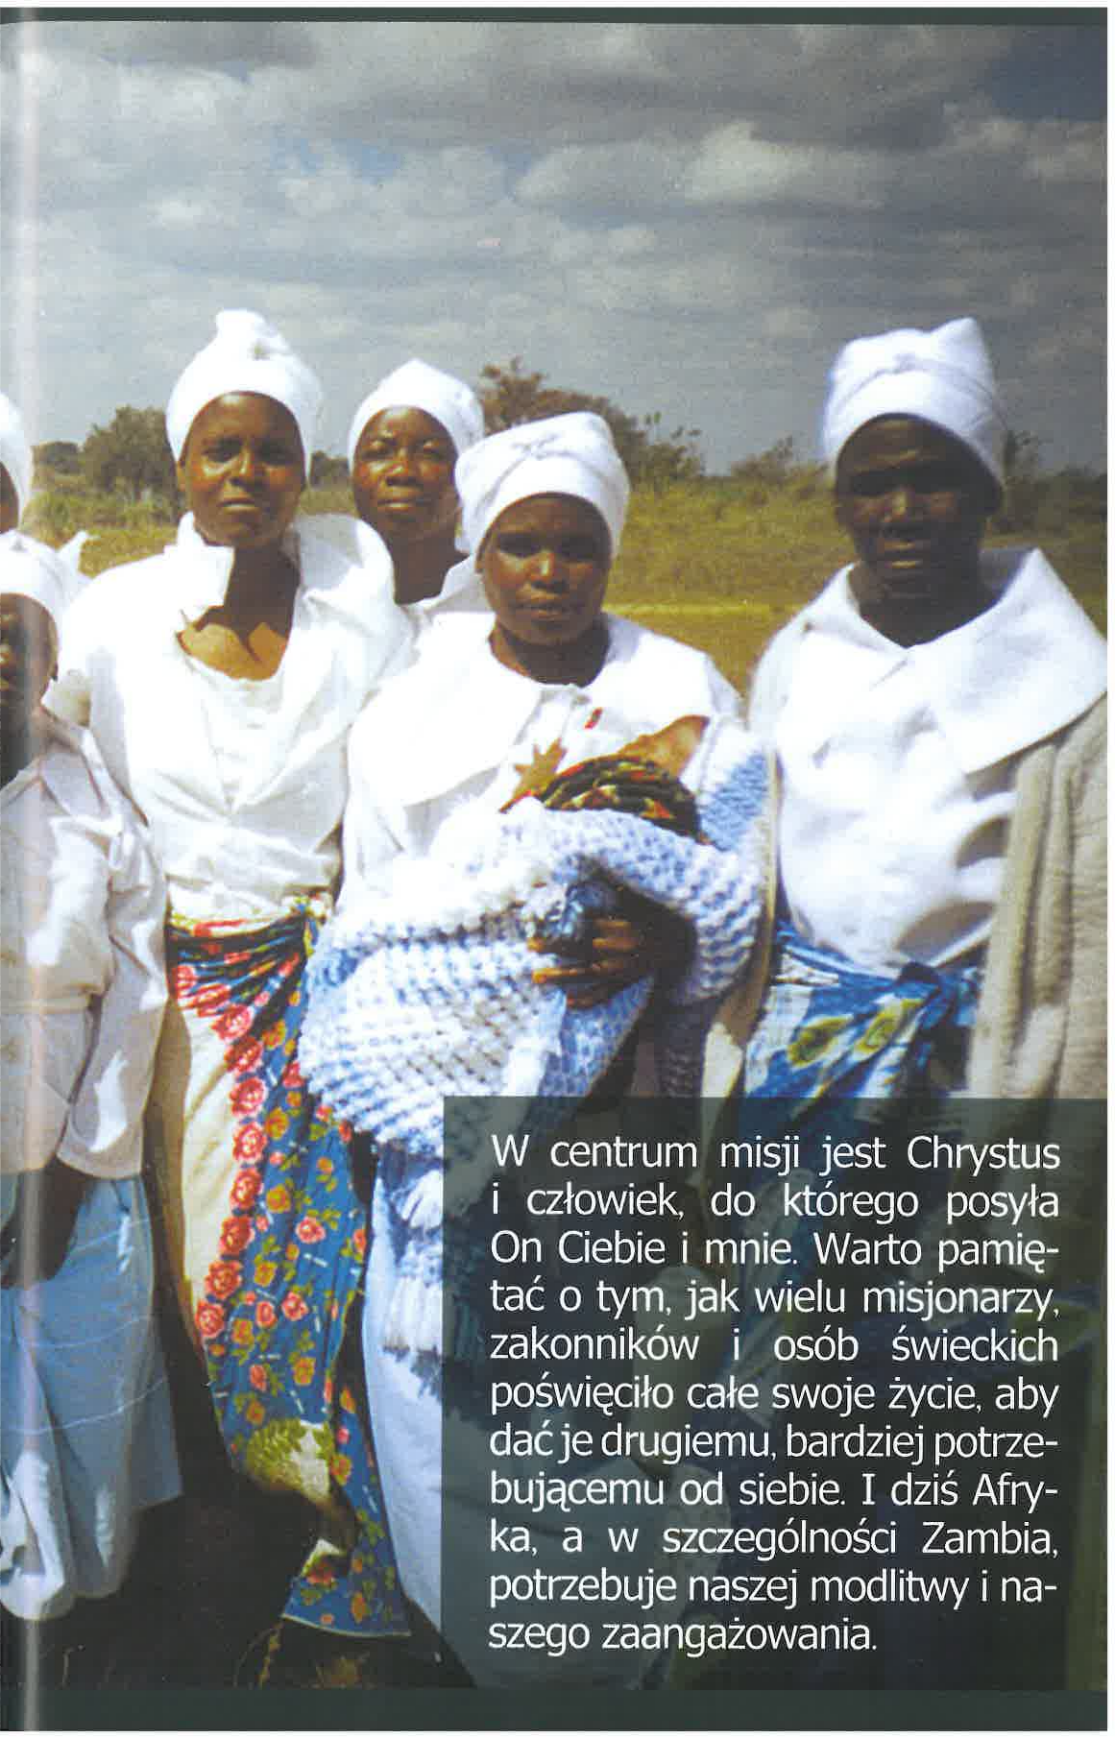 W centrum misji jest Chrystus
i człowiek, do którego posyła
On Ciebie i mnie. Warto pamię-
tać o tym, jak wielu misjonarzy,
zakonników i osób świeckich
poświęciło całe swoje życie, aby
dać je drugiemu, bardziej potrze-
bującemu od siebie. I dziś Afry-
ka, a w szczególności Zambia,
potrzebuje naszej modlitwy i na-
szego zaangażowania.